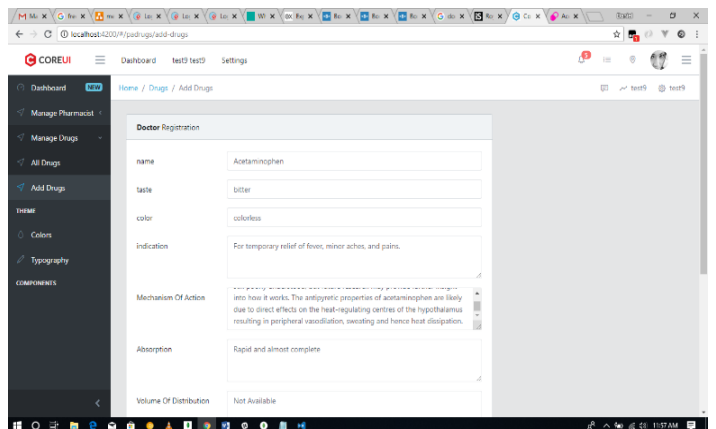 localhost:4200/#/padrugs/add-drugs
COREUI
Dashboard test9 test9 Settings
Dashboard NEW
Home / Drugs / Add Drugs
test9 test9
Manage Pharmacist
Manage Drugs
All Drugs
Add Drugs
THEME
Colors
Typography
COMPONENTS
Doctor Registration
name Acetaminophen
taste bitter
color colorless
indication For temporary relief of fever, minor aches, and pains.
Mechanism Of Action
into how it works. The antipyretic properties of acetaminophen are likely
due to direct effects on the heat-regulating centres of the hypothalamus
resulting in peripheral vasodilation, sweating and hence heat dissipation.
Absorption Rapid and almost complete
Volume Of Distribution Not Available
11:57 AM